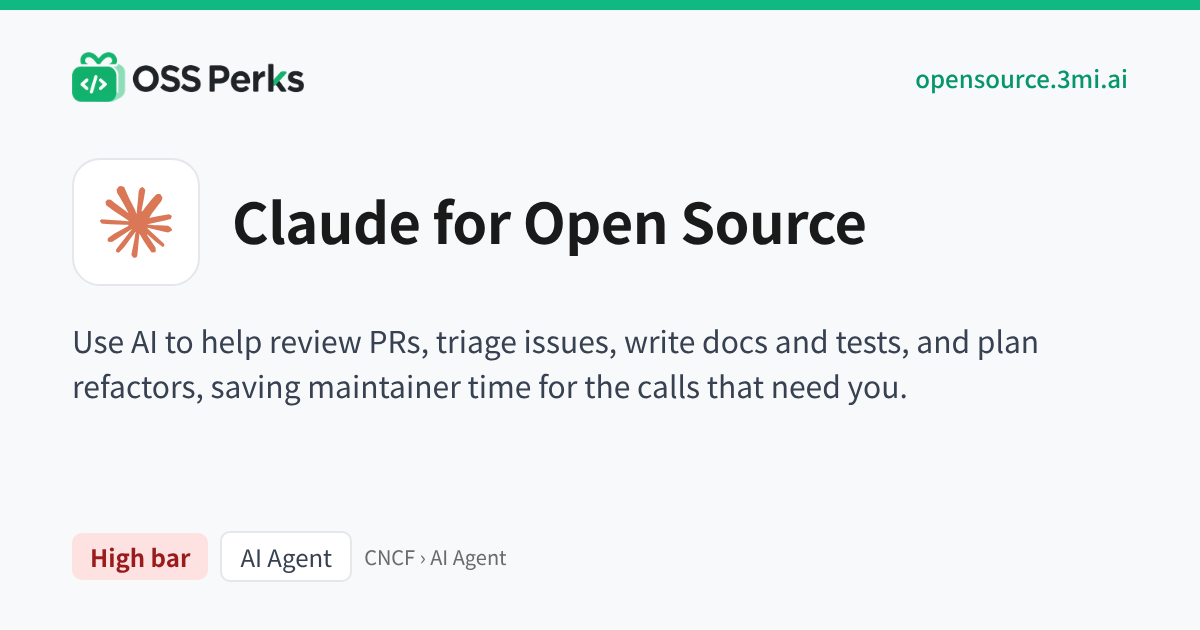 OSS Perks
opensource.3mi.ai
Claude for Open Source
Use AI to help review PRs, triage issues, write docs and tests, and plan
refactors, saving maintainer time for the calls that need you.
High bar
AI Agent
CNCF › AI Agent